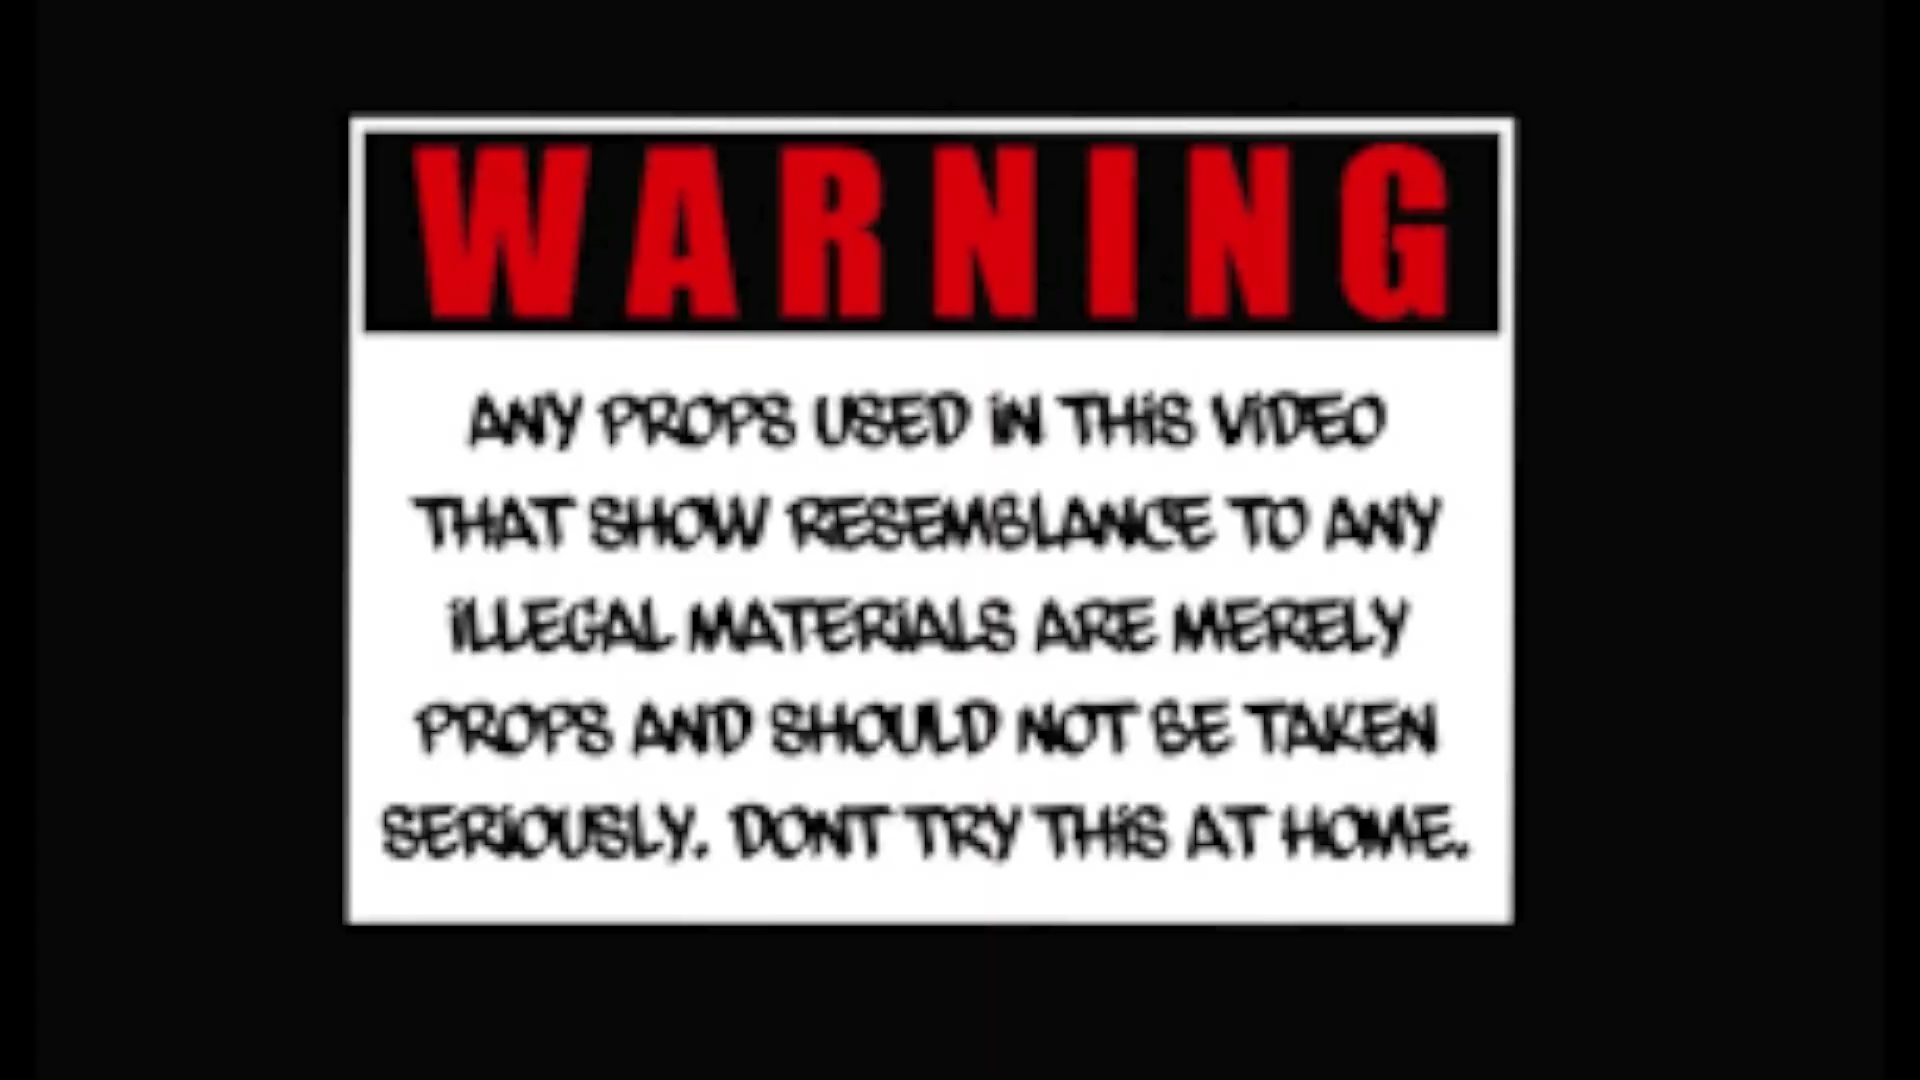 WARNING
ANY PROPS USED iN THiS ViDEO
THAT SHOW RESEMBLANCE TO ANY
iLLEGAL MATERiALS ARE MERELY
PROPS AND SHOULD NOT BE TAKEN
SERiOUSLY. DONT TRY THiS AT HOME.